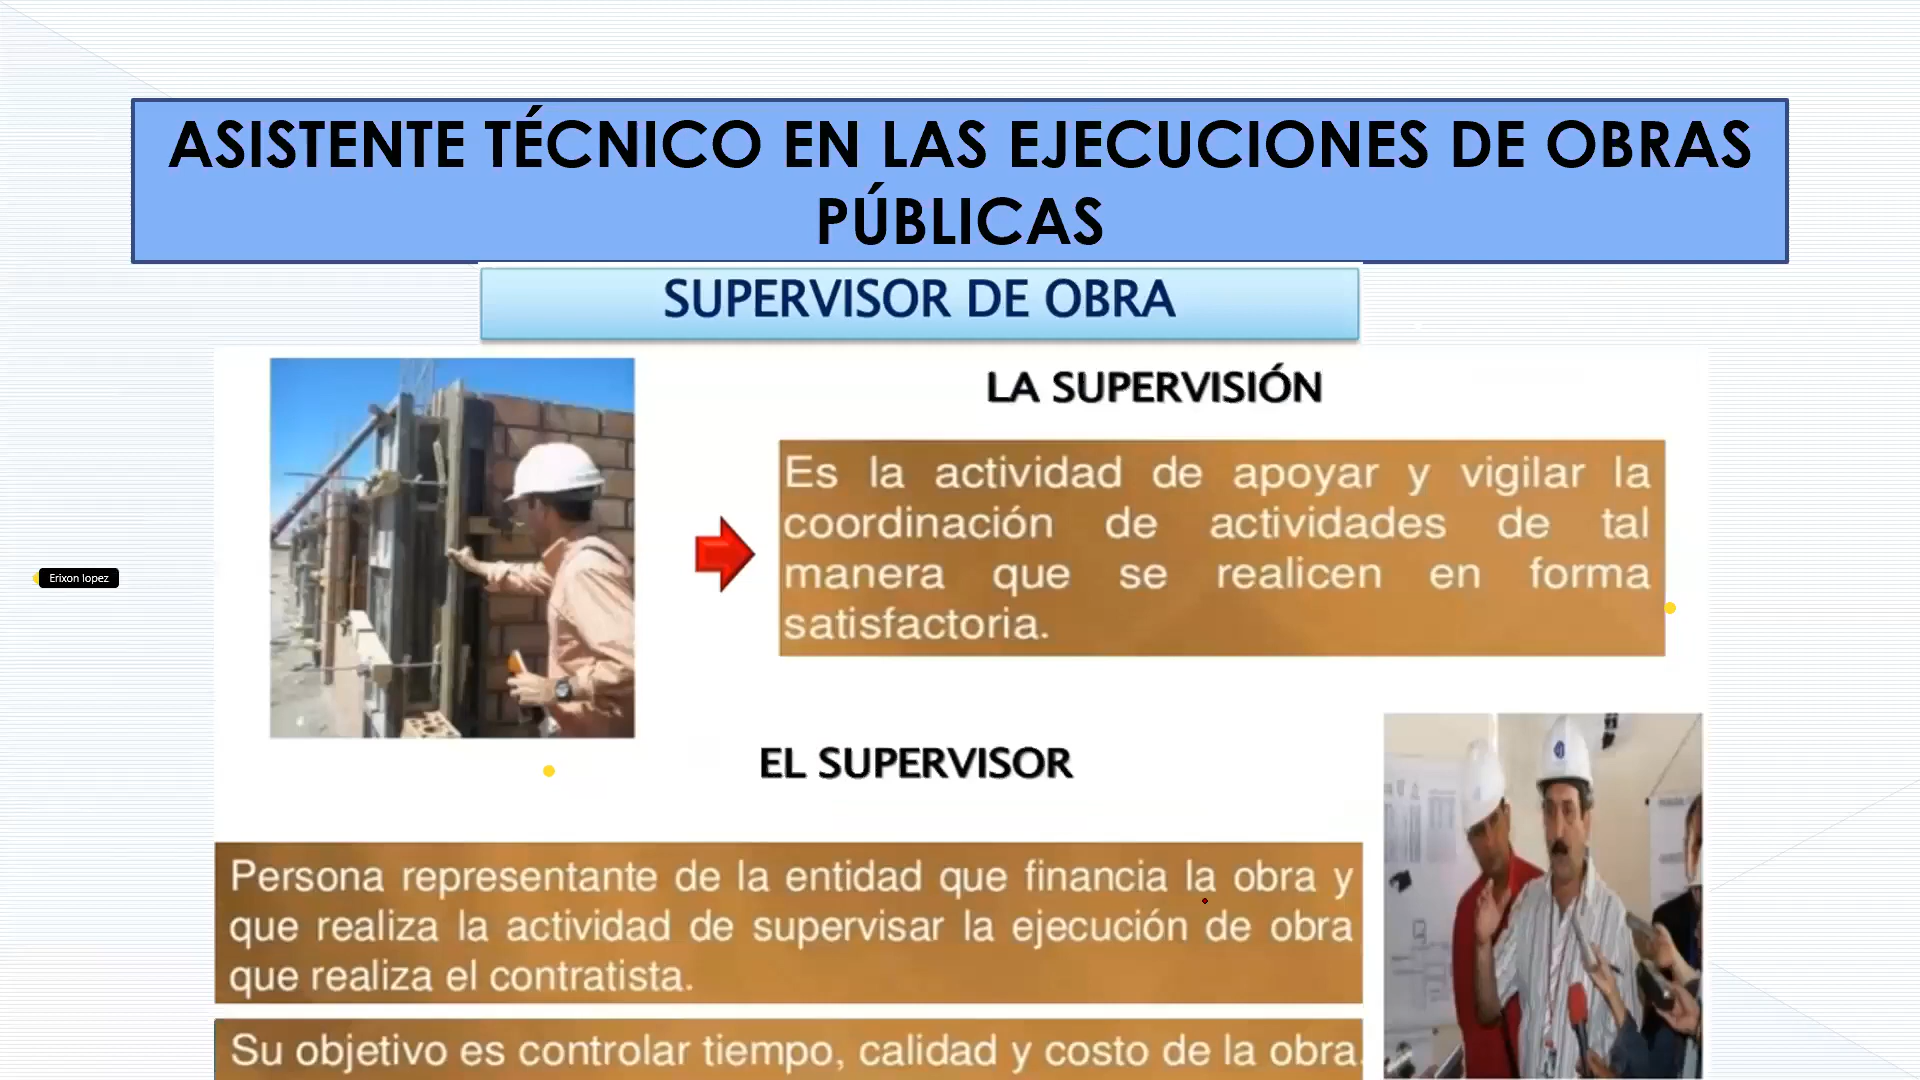 ASISTENTE TÉCNICO EN LAS EJECUCIONES DE OBRAS
PÚBLICAS
SUPERVISOR DE OBRA
LA SUPERVISIÓN
Es la actividad de apoyar y vigilar la
coordinación de actividades de tal
manera que se realicen en forma
satisfactoria.
Erixon lopez
EL SUPERVISOR
Persona representante de la entidad que financia la obra y
que realiza la actividad de supervisar la ejecución de obra
que realiza el contratista.
Su objetivo es controlar tiempo, calidad y costo de la obra.